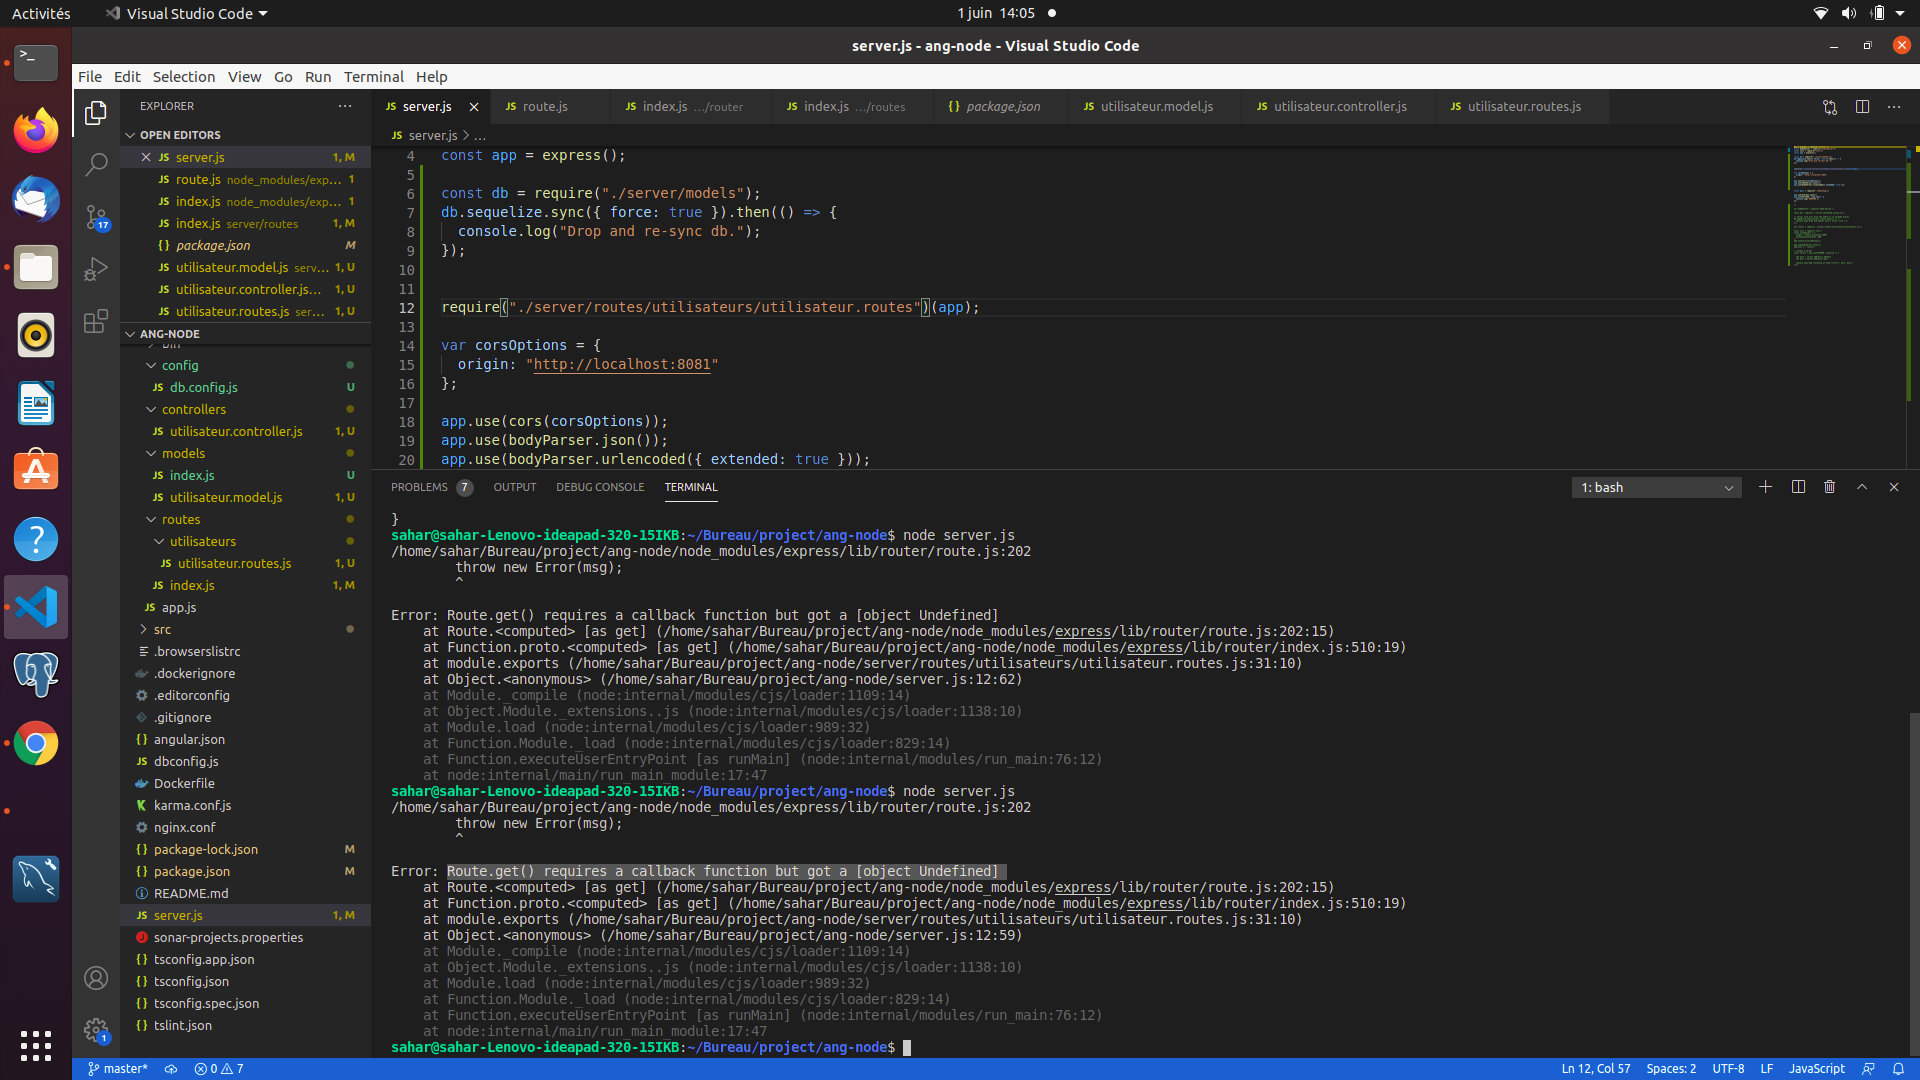 Activités
Visual Studio Code
1 juin 14:05
server.js - ang-node - Visual Studio Code
File Edit Selection View Go Run Terminal Help
EXPLORER
OPEN EDITORS
JS server.js 1, M
JS route.js node_modules/exp... 1
JS index.js node_modules/exp... 1
JS index.js server/routes 1, M
{} package.json M
JS utilisateur.model.js serv... 1, U
JS utilisateur.controller.js... 1, U
JS utilisateur.routes.js ser... 1, U
ANG-NODE
bin
config
JS db.config.js U
controllers
JS utilisateur.controller.js 1, U
models
JS index.js U
JS utilisateur.model.js 1, U
routes
utilisateurs
JS utilisateur.routes.js 1, U
JS index.js 1, M
JS app.js
src
.browserslistrc
.dockerignore
.editorconfig
.gitignore
{} angular.json
JS dbconfig.js
Dockerfile
karma.conf.js
nginx.conf
{} package-lock.json M
{} package.json M
README.md
JS server.js 1, M
sonar-projects.properties
{} tsconfig.app.json
{} tsconfig.json
{} tsconfig.spec.json
{} tslint.json
17
1
JS server.js
JS route.js
JS index.js .../router
JS index.js .../routes
{} package.json
JS utilisateur.model.js
JS utilisateur.controller.js
JS utilisateur.routes.js
JS server.js > ...
4 const app = express();
5
6 const db = require("./server/models");
7 db.sequelize.sync({ force: true }).then(() => {
8 console.log("Drop and re-sync db.");
9 });
10
11
12 require("./server/routes/utilisateurs/utilisateur.routes")(app);
13
14 var corsOptions = {
15 origin: "http://localhost:8081"
16 };
17
18 app.use(cors(corsOptions));
19 app.use(bodyParser.json());
20 app.use(bodyParser.urlencoded({ extended: true }));
PROBLEMS 7 OUTPUT DEBUG CONSOLE TERMINAL
1: bash
}
sahar@sahar-Lenovo-ideapad-320-15IKB:~/Bureau/project/ang-node$ node server.js
/home/sahar/Bureau/project/ang-node/node_modules/express/lib/router/route.js:202
throw new Error(msg);
^
Error: Route.get() requires a callback function but got a [object Undefined]
at Route.<computed> [as get] (/home/sahar/Bureau/project/ang-node/node_modules/express/lib/router/route.js:202:15)
at Function.proto.<computed> [as get] (/home/sahar/Bureau/project/ang-node/node_modules/express/lib/router/index.js:510:19)
at module.exports (/home/sahar/Bureau/project/ang-node/server/routes/utilisateurs/utilisateur.routes.js:31:10)
at Object.<anonymous> (/home/sahar/Bureau/project/ang-node/server.js:12:62)
at Module._compile (node:internal/modules/cjs/loader:1109:14)
at Object.Module._extensions..js (node:internal/modules/cjs/loader:1138:10)
at Module.load (node:internal/modules/cjs/loader:989:32)
at Function.Module._load (node:internal/modules/cjs/loader:829:14)
at Function.executeUserEntryPoint [as runMain] (node:internal/modules/run_main:76:12)
at node:internal/main/run_main_module:17:47
sahar@sahar-Lenovo-ideapad-320-15IKB:~/Bureau/project/ang-node$ node server.js
/home/sahar/Bureau/project/ang-node/node_modules/express/lib/router/route.js:202
throw new Error(msg);
^
Error: Route.get() requires a callback function but got a [object Undefined]
at Route.<computed> [as get] (/home/sahar/Bureau/project/ang-node/node_modules/express/lib/router/route.js:202:15)
at Function.proto.<computed> [as get] (/home/sahar/Bureau/project/ang-node/node_modules/express/lib/router/index.js:510:19)
at module.exports (/home/sahar/Bureau/project/ang-node/server/routes/utilisateurs/utilisateur.routes.js:31:10)
at Object.<anonymous> (/home/sahar/Bureau/project/ang-node/server.js:12:59)
at Module._compile (node:internal/modules/cjs/loader:1109:14)
at Object.Module._extensions..js (node:internal/modules/cjs/loader:1138:10)
at Module.load (node:internal/modules/cjs/loader:989:32)
at Function.Module._load (node:internal/modules/cjs/loader:829:14)
at Function.executeUserEntryPoint [as runMain] (node:internal/modules/run_main:76:12)
at node:internal/main/run_main_module:17:47
sahar@sahar-Lenovo-ideapad-320-15IKB:~/Bureau/project/ang-node$
master* 0 7
Ln 12, Col 57 Spaces: 2 UTF-8 LF JavaScript